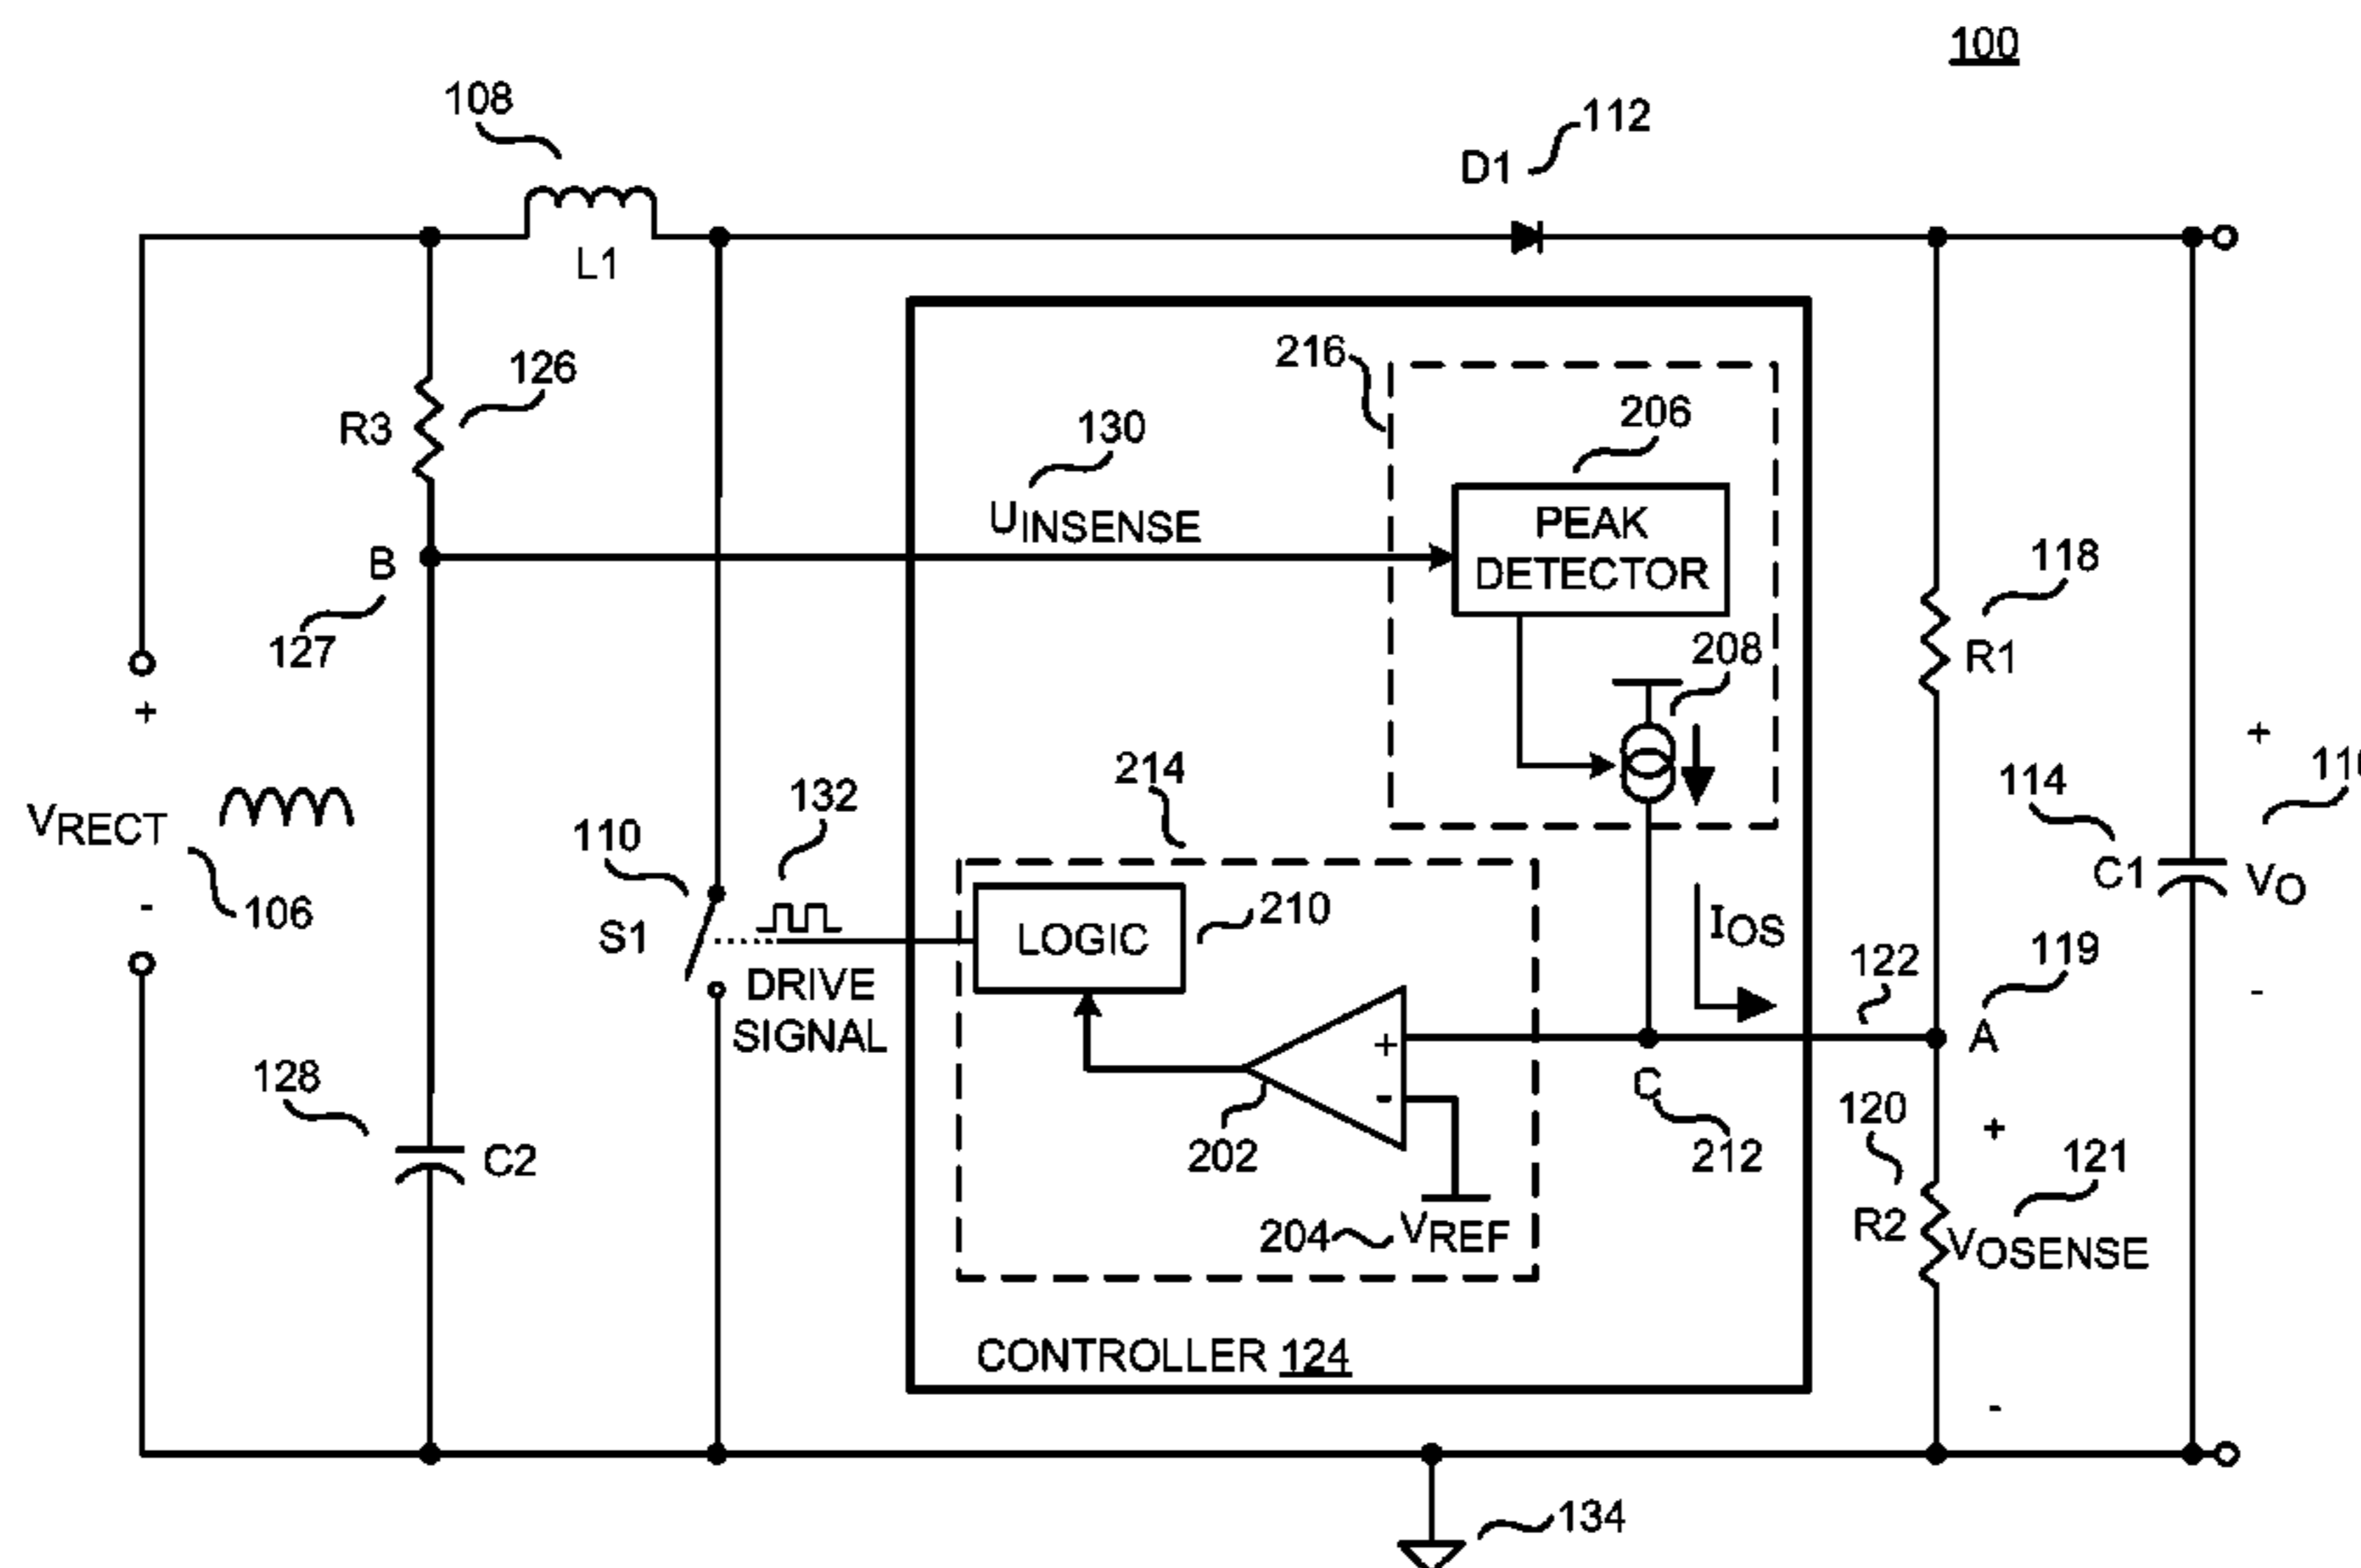 100
108
112
D1
L1
216
126
206
R3
130
UINSENSE
PEAK
DETECTOR
118
B
127
208
R1
+
214
132
+
114
VRECT
110
C1
VO
-
106
S1
LOGIC
210
IOS
122
119
DRIVE
SIGNAL
-
+
A
128
-
C
120
+
C2
202
212
121
204
VREF
R2
VOSENSE
CONTROLLER 124
-
134